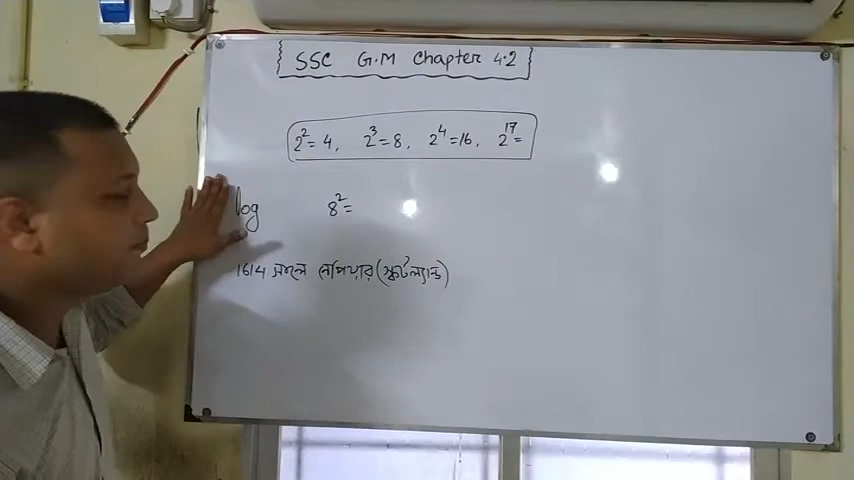 SSC G.M Chapter 4.2
2² = 4, 2³ = 8, 2⁴ = 16, 2¹⁷ =
log 8² =
1614 সালে নেপিয়ার (স্কটল্যান্ড)